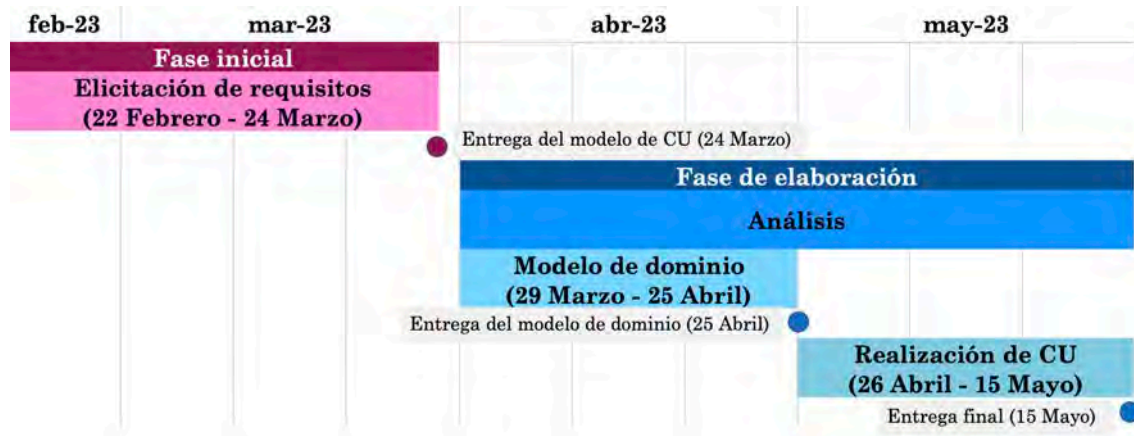 feb-23 mar-23 abr-23 may-23
Fase inicial
Elicitación de requisitos
(22 Febrero - 24 Marzo)
Entrega del modelo de CU (24 Marzo)
Fase de elaboración
Análisis
Modelo de dominio
(29 Marzo - 25 Abril)
Entrega del modelo de dominio (25 Abril)
Realización de CU
(26 Abril - 15 Mayo)
Entrega final (15 Mayo)